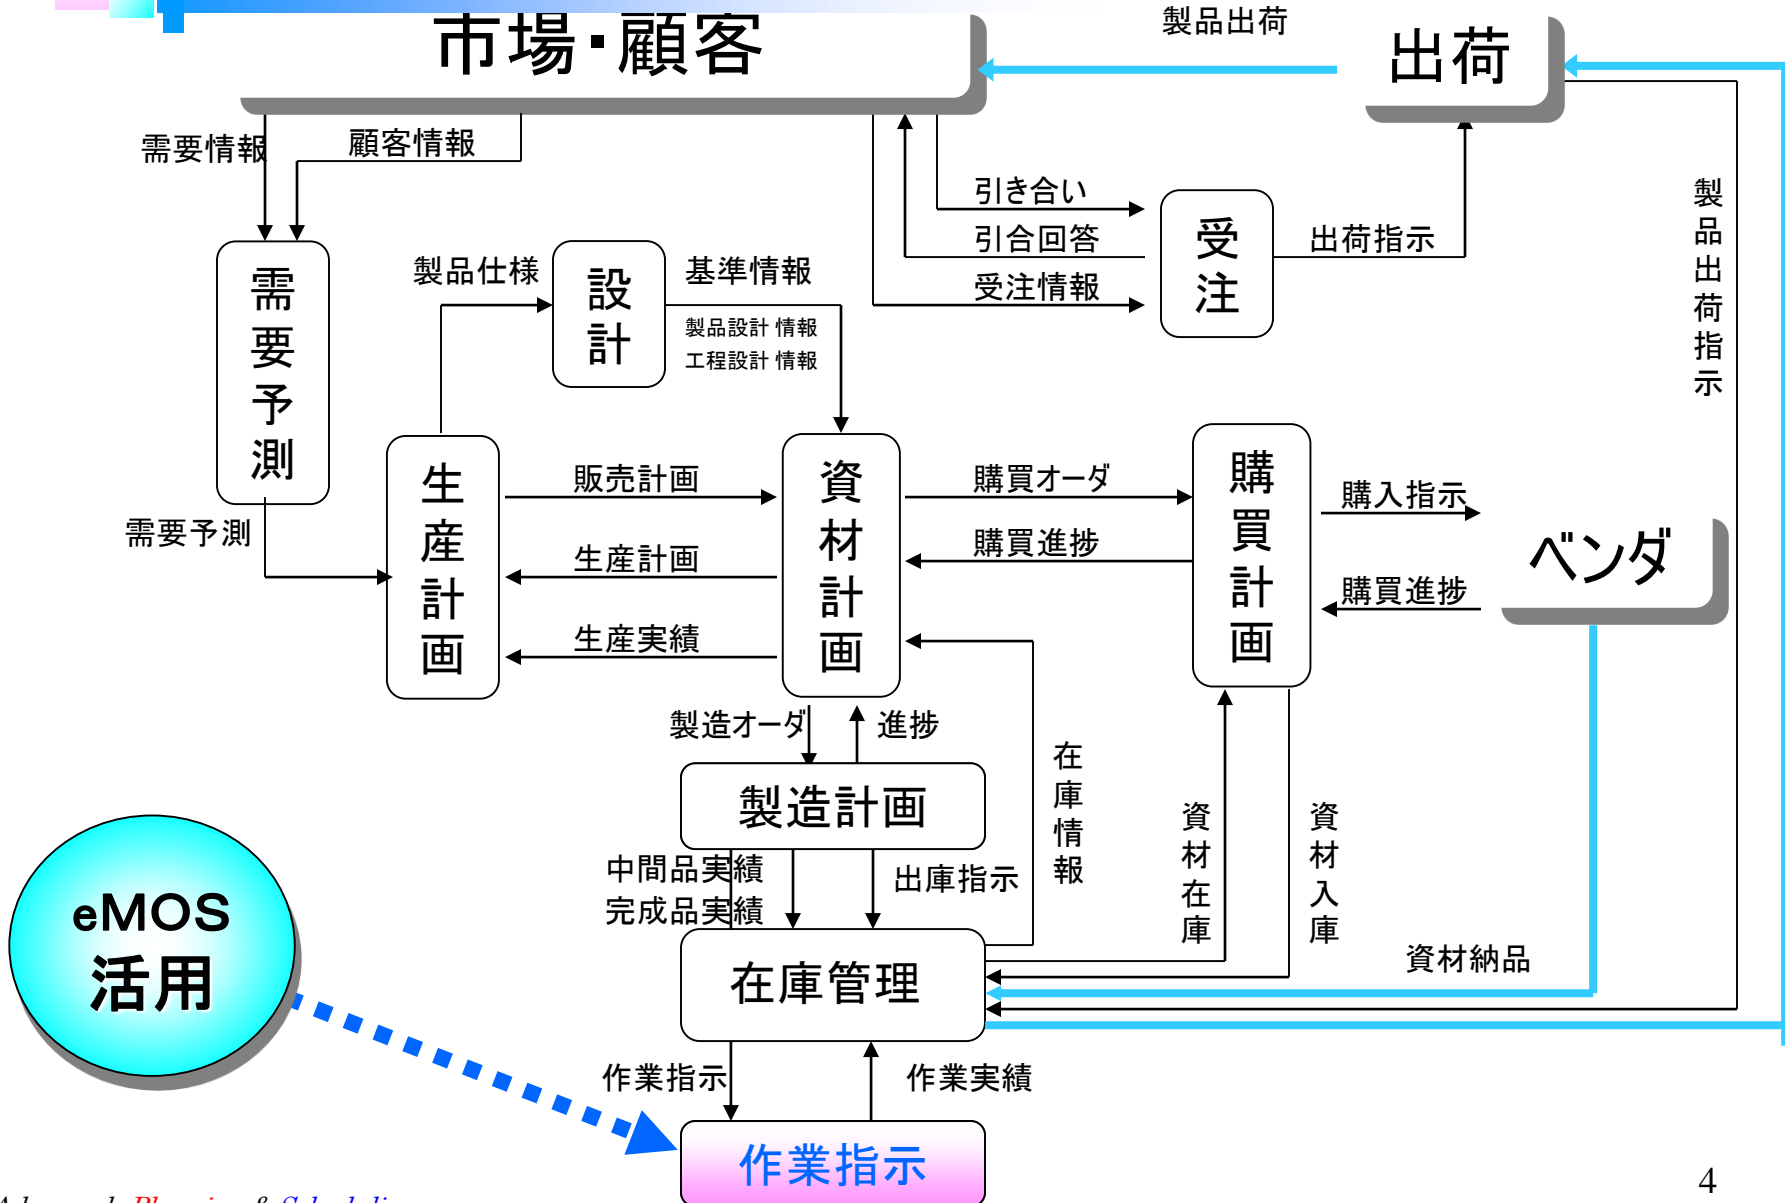 市場・顧客
製品出荷
出荷
需要情報
顧客情報
引き合い
引合回答
受注情報
受注
出荷指示
製品出荷指示
需要予測
製品仕様
設計
基準情報
製品設計 情報
工程設計 情報
需要予測
生産計画
販売計画
生産計画
生産実績
資材計画
購買オーダ
購買進捗
購買計画
購入指示
購買進捗
ベンダ
製造オーダ
進捗
製造計画
在庫情報
資材在庫
資材入庫
中間品実績
完成品実績
出庫指示
資材納品
在庫管理
eMOS
活用
作業指示
作業実績
作業指示
4